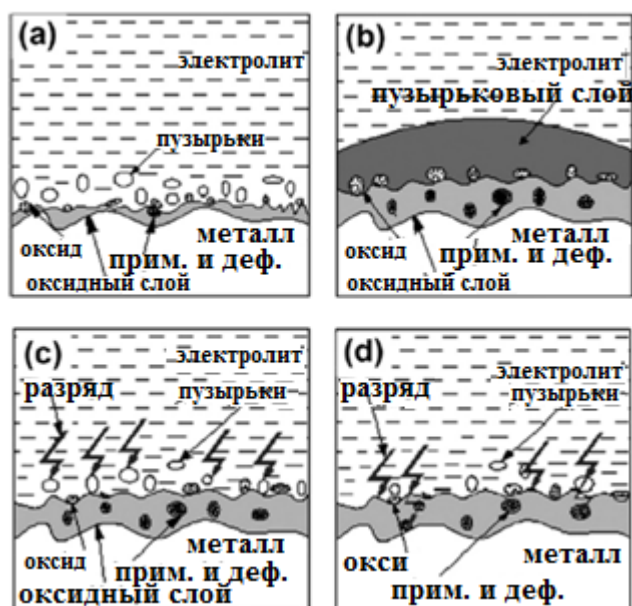 (a)
электролит
пузырьки
металл
оксид
прим. и деф.
оксидный слой
(b)
электролит
пузырьковый слой
металл
оксид
прим. и деф.
оксидный слой
(c)
электролит
разряд
пузырьки
металл
оксид
прим. и деф.
оксидный слой
(d)
электролит
разряд
пузырьки
окси
металл
прим. и деф.